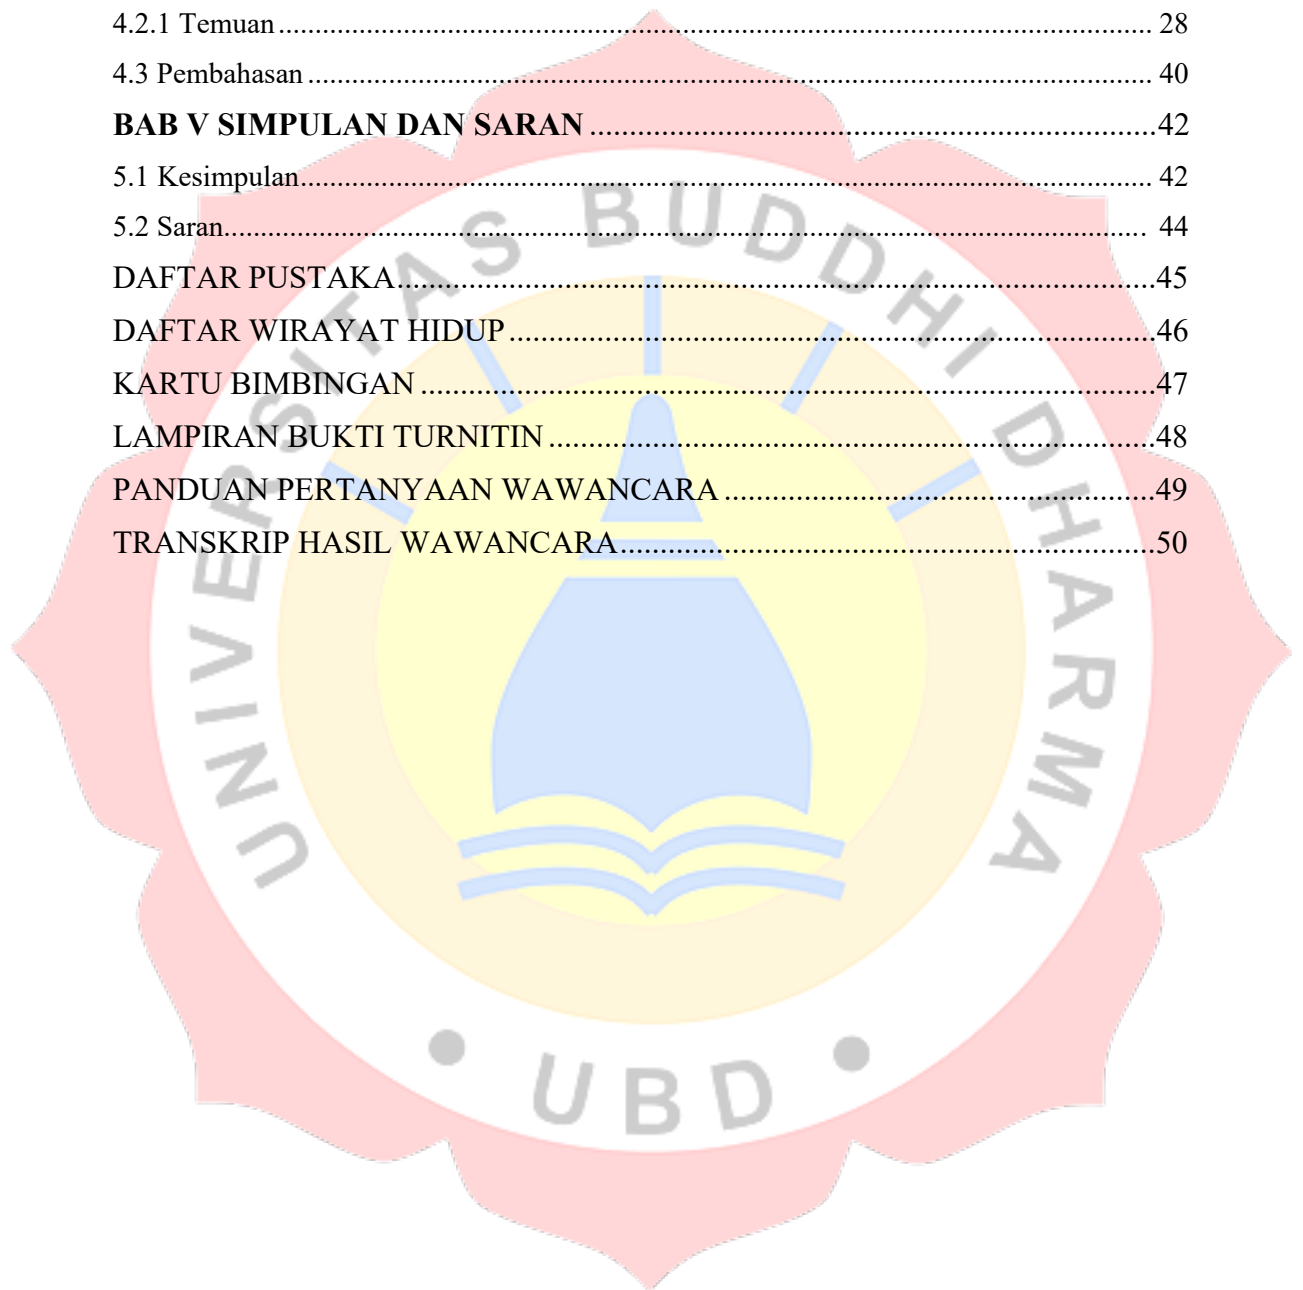 4.2.1 Temuan ........................................................................................................................ 28
4.3 Pembahasan .................................................................................................................... 40
BAB V SIMPULAN DAN SARAN ........................................................................ 42
5.1 Kesimpulan..................................................................................................................... 42
5.2 Saran............................................................................................................................... 44
DAFTAR PUSTAKA.................................................................................................45
DAFTAR WIRAYAT HIDUP ...................................................................................46
KARTU BIMBINGAN ..............................................................................................47
LAMPIRAN BUKTI TURNITIN ..............................................................................48
PANDUAN PERTANYAAN WAWANCARA ........................................................49
TRANSKRIP HASIL WAWANCARA.....................................................................50
UNIVERSITAS BUDDHI DHARMA
UBD